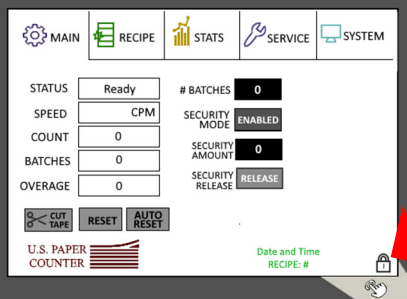 MAIN RECIPE STATS SERVICE SYSTEM
STATUS Ready
SPEED CPM
COUNT 0
BATCHES 0
OVERAGE 0
# BATCHES 0
SECURITY MODE ENABLED
SECURITY AMOUNT 0
SECURITY RELEASE RELEASE
CUT TAPE RESET AUTO RESET
U.S. PAPER
COUNTER
Date and Time
RECIPE: #